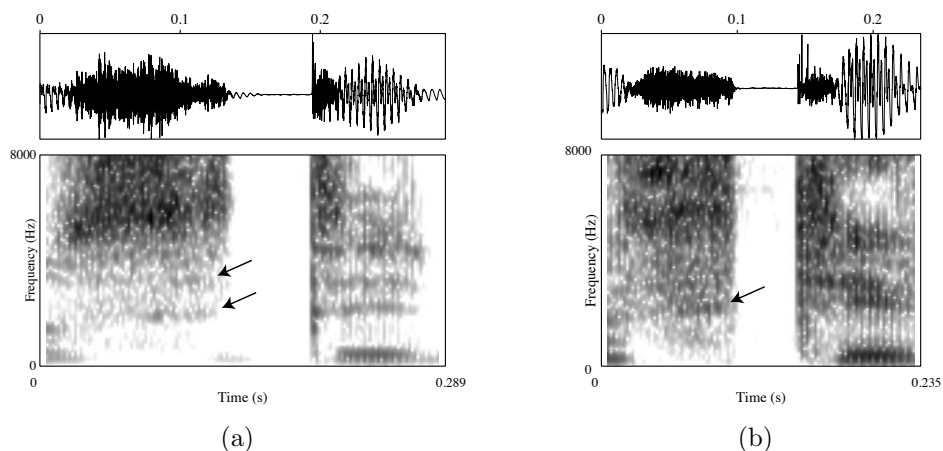 0 0.1 0.2
8000
Frequency (Hz)
0
0 0.289
Time (s)
(a)
0 0.1 0.2
8000
Frequency (Hz)
0
0 0.235
Time (s)
(b)